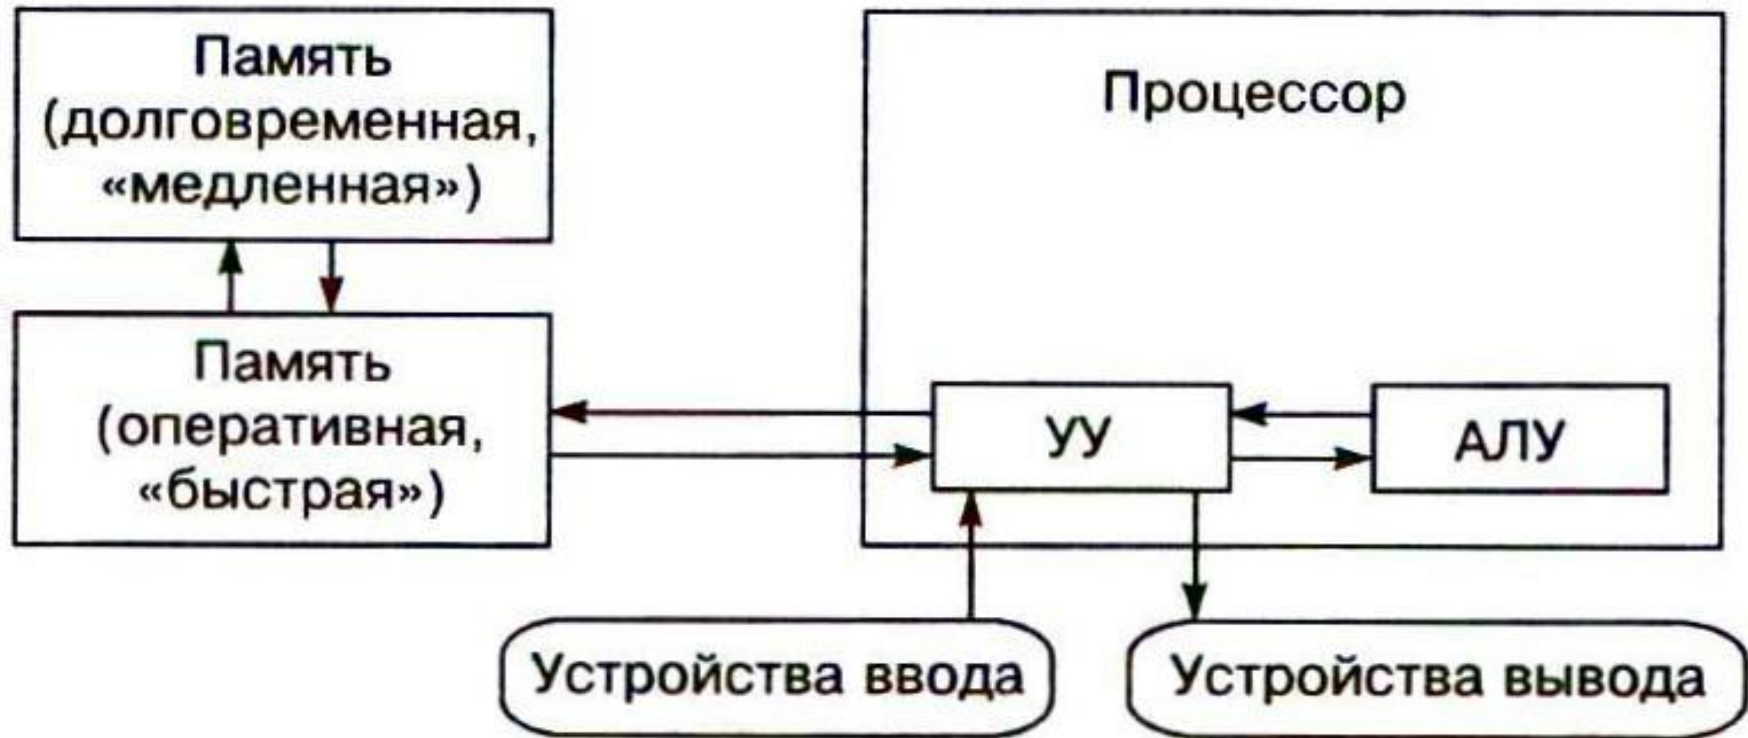 Память
(долговременная,
«медленная»)
Процессор
Память
(оперативная,
«быстрая»)
УУ
АЛУ
Устройства ввода
Устройства вывода